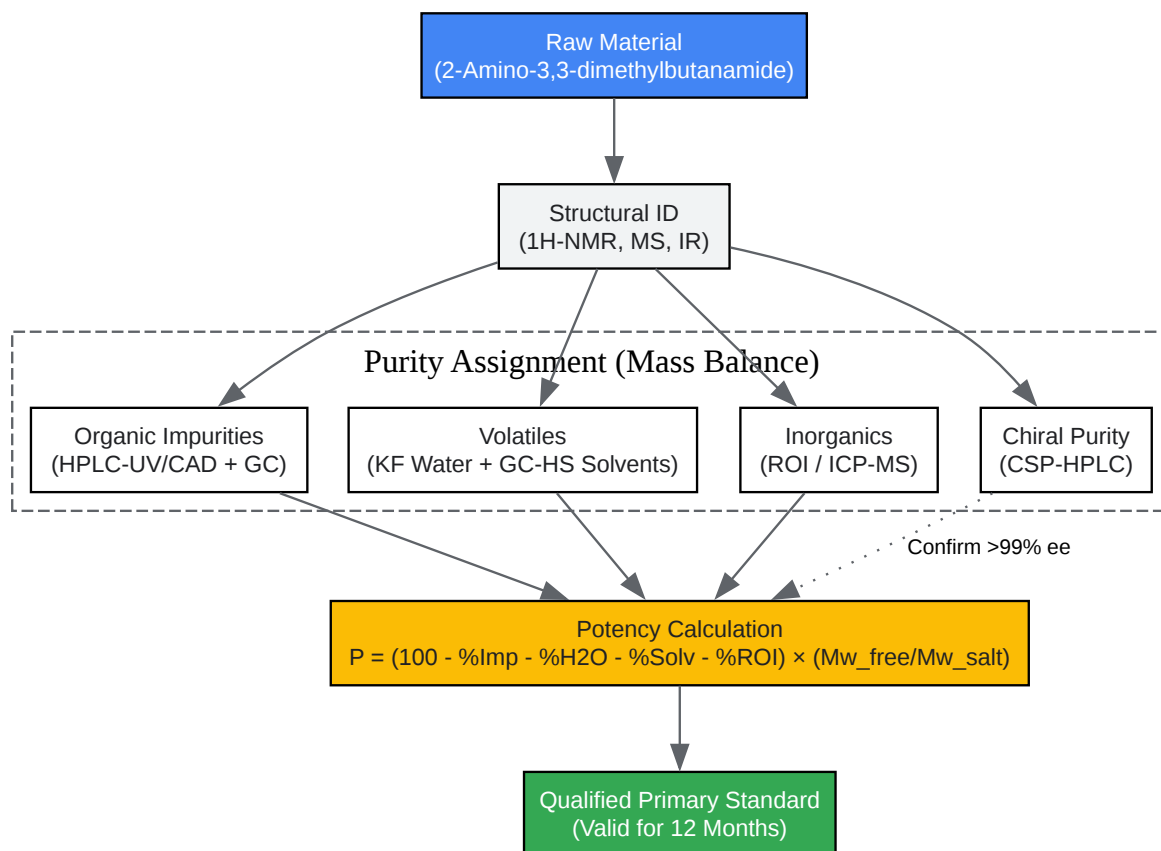 Raw Material
(2-Amino-3,3-dimethylbutanamide)
Structural ID
(1H-NMR, MS, IR)
Purity Assignment (Mass Balance)
Organic Impurities
(HPLC-UV/CAD + GC)
Volatiles
(KF Water + GC-HS Solvents)
Inorganics
(ROI / ICP-MS)
Chiral Purity
(CSP-HPLC)
Confirm >99% ee
Potency Calculation
P = (100 - %Imp - %H2O - %Solv - %ROI) × (Mw_free/Mw_salt)
Qualified Primary Standard
(Valid for 12 Months)